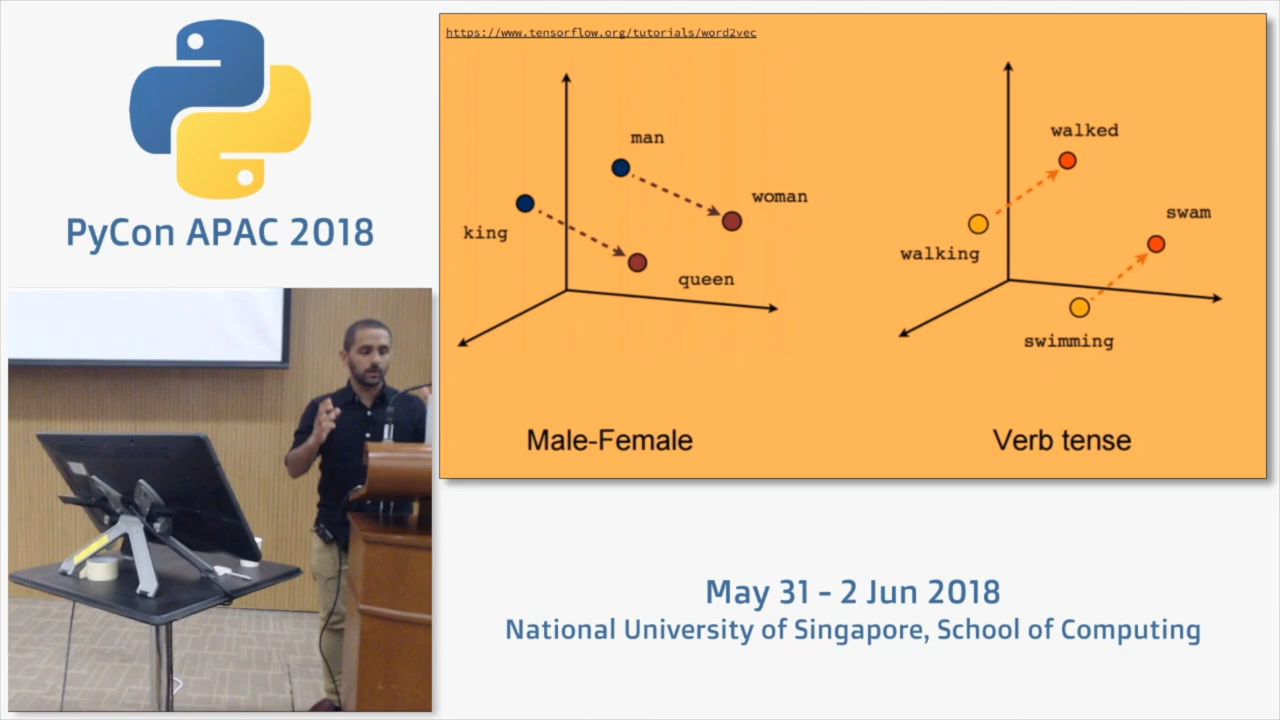 PyCon APAC 2018
https://www.tensorflow.org/tutorials/word2vec
man
woman
king
queen
Male-Female
walked
swam
walking
swimming
Verb tense
May 31 - 2 Jun 2018
National University of Singapore, School of Computing